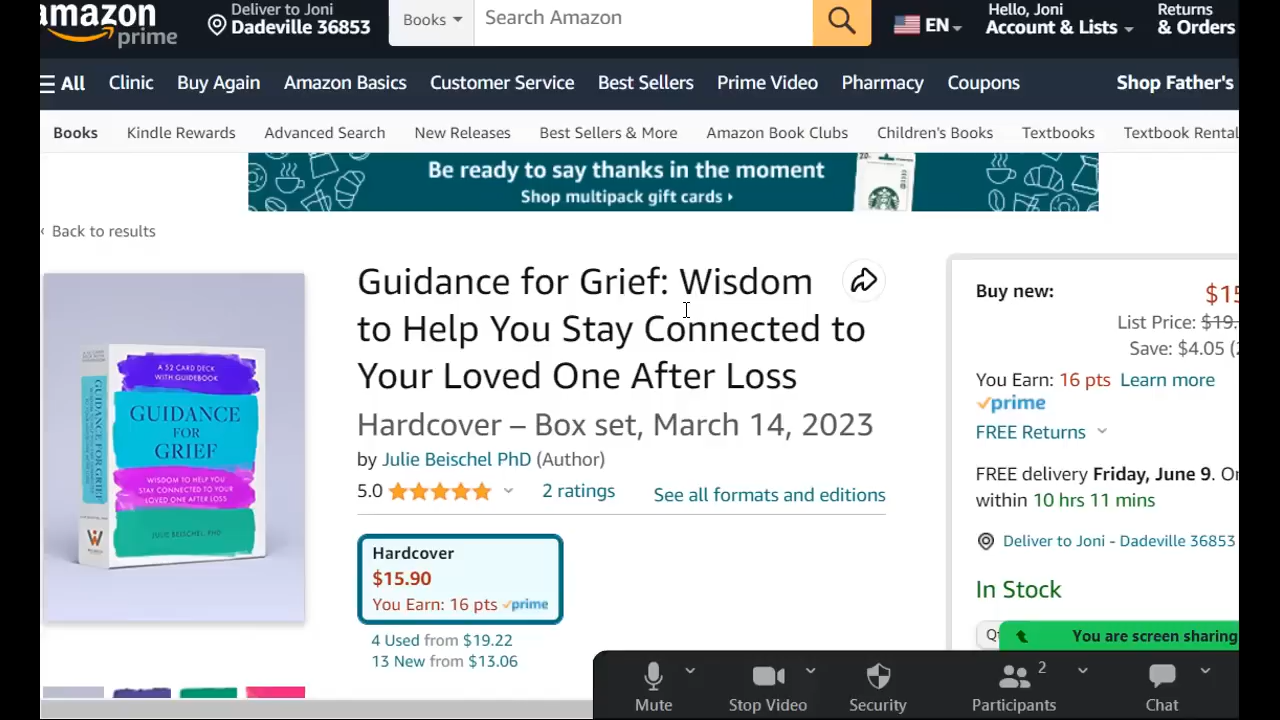 amazon prime
Deliver to Joni
Dadeville 36853
Books
Search Amazon
EN
Hello, Joni
Account & Lists
Returns
& Orders
All
Clinic
Buy Again
Amazon Basics
Customer Service
Best Sellers
Prime Video
Pharmacy
Coupons
Shop Father's
Books
Kindle Rewards
Advanced Search
New Releases
Best Sellers & More
Amazon Book Clubs
Children's Books
Textbooks
Textbook Rental
Be ready to say thanks in the moment
Shop multipack gift cards
‹ Back to results
A 52 CARD DECK
WITH GUIDEBOOK
GUIDANCE
FOR
GRIEF
WISDOM TO HELP YOU
STAY CONNECTED TO YOUR
LOVED ONE AFTER LOSS
JULIE BEISCHEL, PHD
GUIDANCE FOR GRIEF
Guidance for Grief: Wisdom
to Help You Stay Connected to
Your Loved One After Loss
Hardcover – Box set, March 14, 2023
by Julie Beischel PhD (Author)
5.0
2 ratings
See all formats and editions
Hardcover
$15.90
You Earn: 16 pts prime
4 Used from $19.22
13 New from $13.06
Buy new:
$15
List Price: $19.
Save: $4.05 (2
You Earn: 16 pts Learn more
prime
FREE Returns
FREE delivery Friday, June 9. Or
within 10 hrs 11 mins
Deliver to Joni - Dadeville 36853
In Stock
You are screen sharing
Mute
Stop Video
Security
Participants
2
Chat